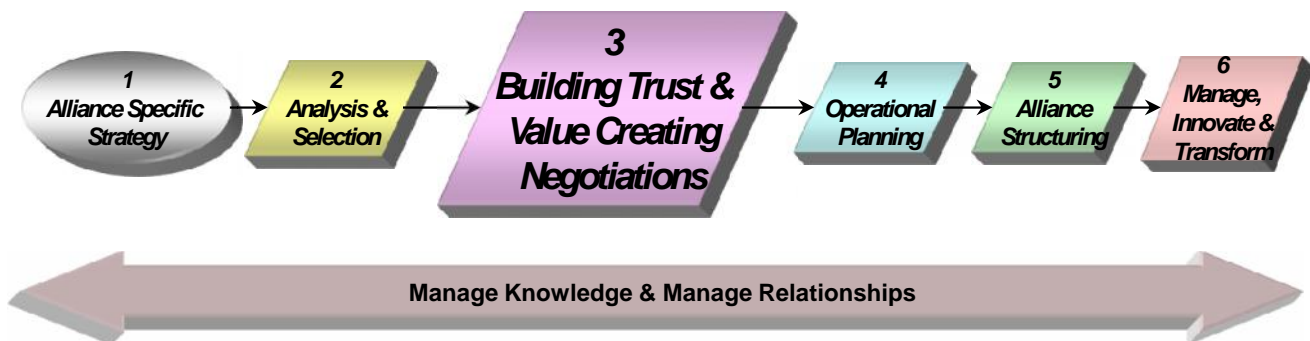 1
Alliance Specific
Strategy
2
Analysis &
Selection
3
Building Trust &
Value Creating
Negotiations
4
Operational
Planning
5
Alliance
Structuring
6
Manage,
Innovate &
Transform
Manage Knowledge & Manage Relationships